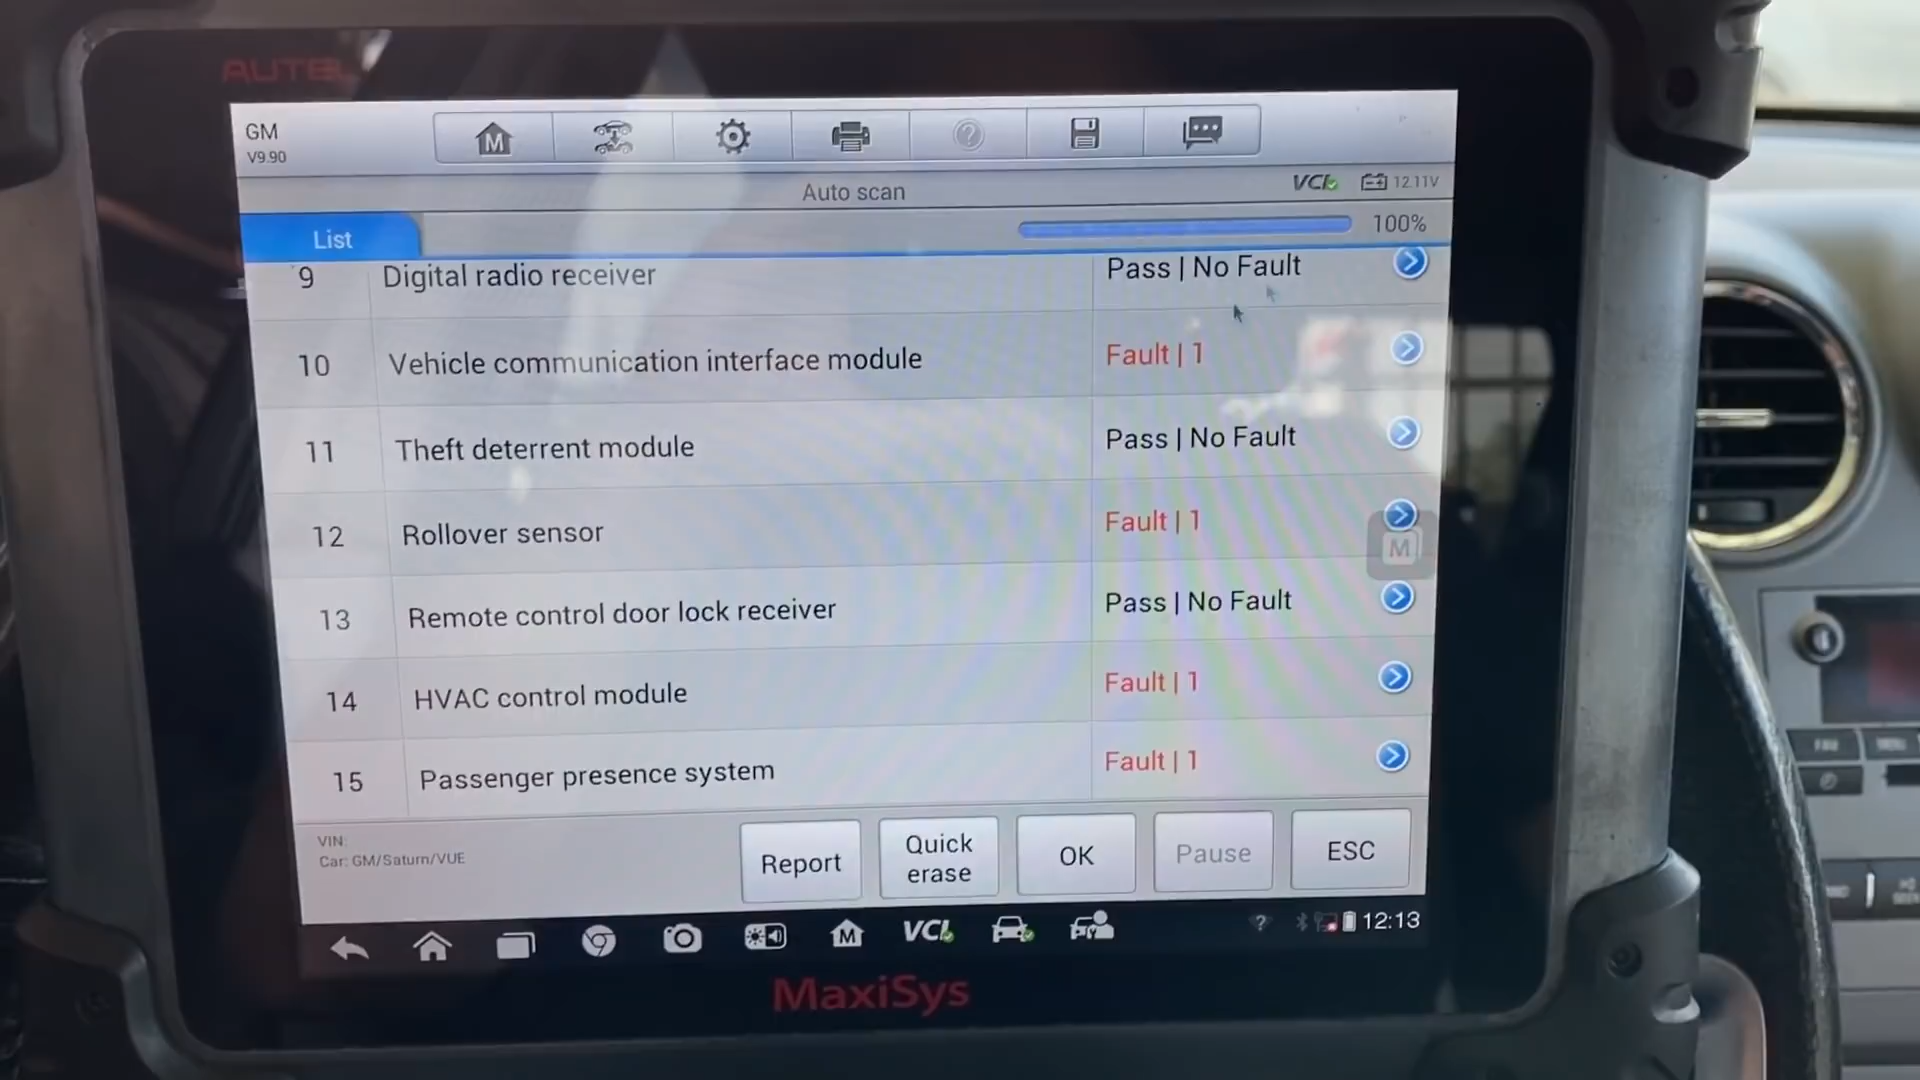 AUTEL
GM
V9.90
M
Auto scan
VCI
12.11V
List
100%
9 Digital radio receiver Pass | No Fault
10 Vehicle communication interface module Fault | 1
11 Theft deterrent module Pass | No Fault
12 Rollover sensor Fault | 1
M
13 Remote control door lock receiver Pass | No Fault
14 HVAC control module Fault | 1
15 Passenger presence system Fault | 1
VIN:
Car: GM/Saturn/VUE
Report
Quick
erase
OK
Pause
ESC
M
VCI
12:13
MaxiSys